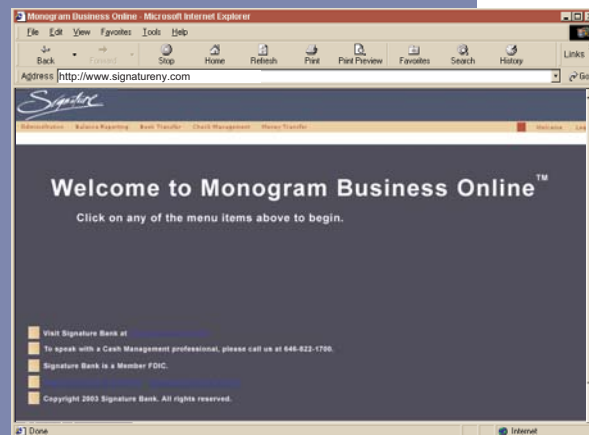 Monogram Business Online - Microsoft Internet Explorer
File Edit View Favorites Tools Help
Back Forward Stop Home Refresh Print Print Preview Favorites Search History Links
Address http://www.signatureny.com Go
Signature
Administration Balance Reporting Book Transfer Check Management Money Transfer Welcome
Welcome to Monogram Business Online™
Click on any of the menu items above to begin.
Visit Signature Bank at
To speak with a Cash Management professional, please call us at 646-822-1700.
Signature Bank is a Member FDIC.
Copyright 2003 Signature Bank. All rights reserved.
Done Internet